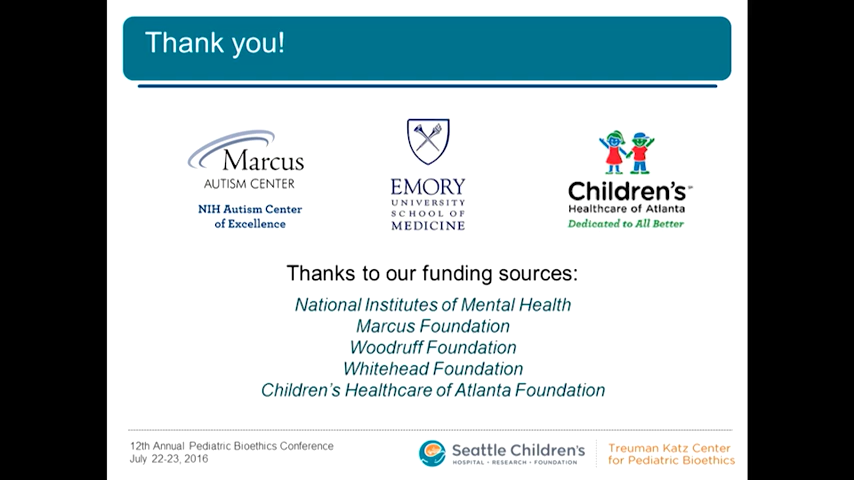 Thank you!
Marcus
AUTISM CENTER
NIH Autism Center
of Excellence
EMORY
UNIVERSITY
SCHOOL OF
MEDICINE
Children's℠
Healthcare of Atlanta
Dedicated to All Better
Thanks to our funding sources:
National Institutes of Mental Health
Marcus Foundation
Woodruff Foundation
Whitehead Foundation
Children's Healthcare of Atlanta Foundation
12th Annual Pediatric Bioethics Conference
July 22-23, 2016
Seattle Children's
HOSPITAL • RESEARCH • FOUNDATION
Treuman Katz Center
for Pediatric Bioethics